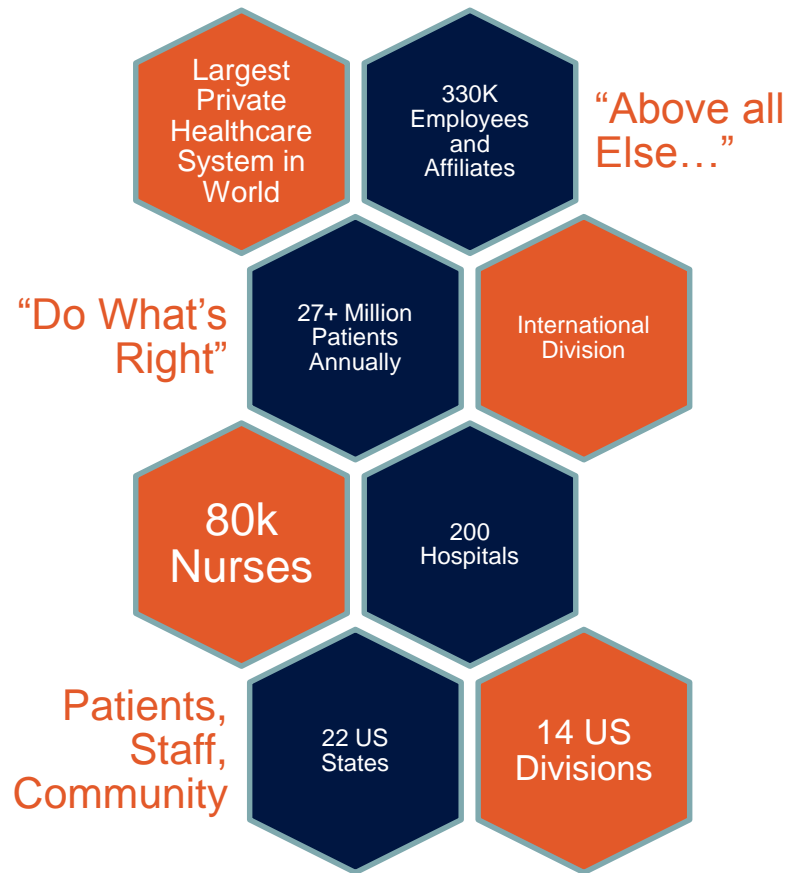 Largest
Private
Healthcare
System in
World
330K
Employees
and
Affiliates
“Above all
Else…”
“Do What’s
Right”
27+ Million
Patients
Annually
International
Division
80k
Nurses
200
Hospitals
Patients,
Staff,
Community
22 US
States
14 US
Divisions